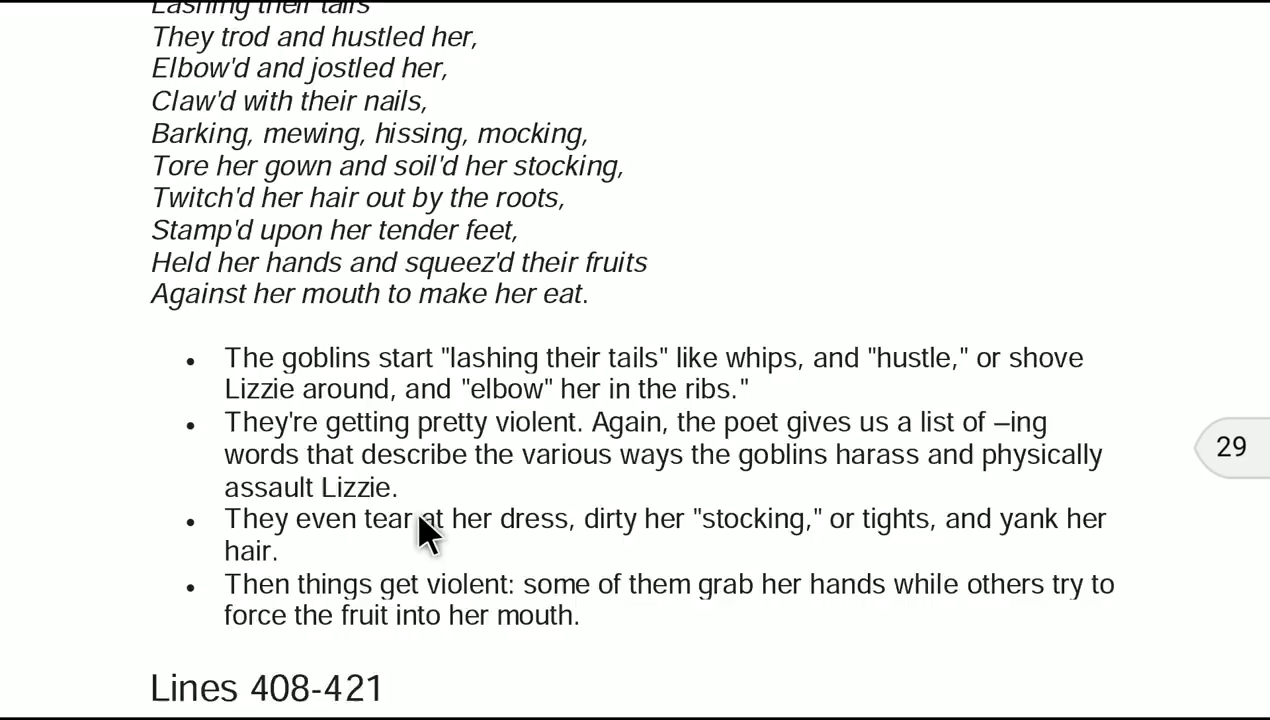 Lashing their tails
They trod and hustled her,
Elbow'd and jostled her,
Claw'd with their nails,
Barking, mewing, hissing, mocking,
Tore her gown and soil'd her stocking,
Twitch'd her hair out by the roots,
Stamp'd upon her tender feet,
Held her hands and squeez'd their fruits
Against her mouth to make her eat.
• The goblins start "lashing their tails" like whips, and "hustle," or shove
Lizzie around, and "elbow" her in the ribs."
• They're getting pretty violent. Again, the poet gives us a list of –ing
words that describe the various ways the goblins harass and physically
assault Lizzie.
• They even tear at her dress, dirty her "stocking," or tights, and yank her
hair.
• Then things get violent: some of them grab her hands while others try to
force the fruit into her mouth.
29
Lines 408-421